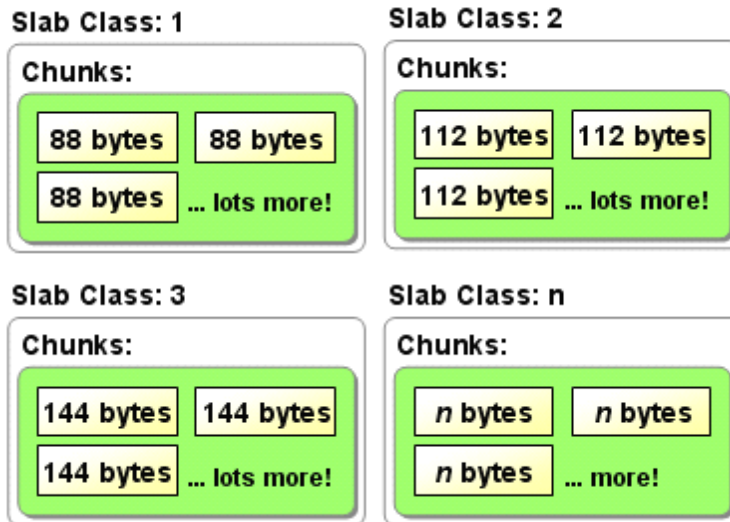 Slab Class: 1
Chunks:
88 bytes
88 bytes
88 bytes
... lots more!
Slab Class: 2
Chunks:
112 bytes
112 bytes
112 bytes
... lots more!
Slab Class: 3
Chunks:
144 bytes
144 bytes
144 bytes
... lots more!
Slab Class: n
Chunks:
n bytes
n bytes
n bytes
... more!